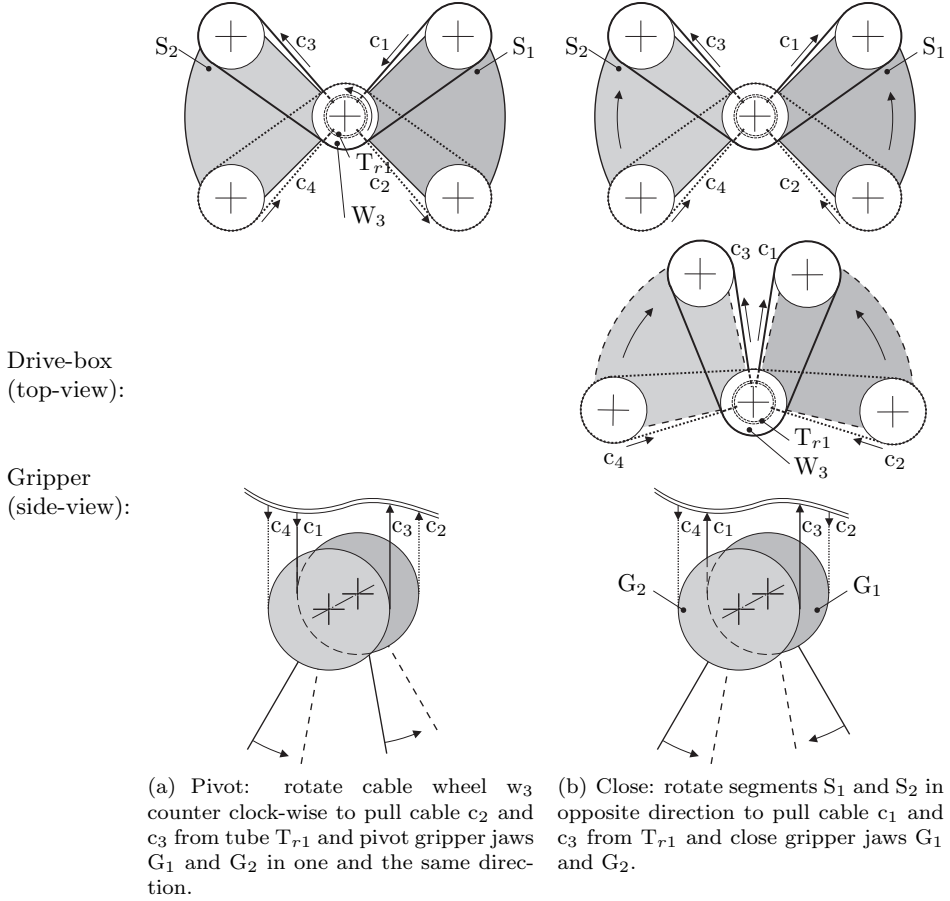 S2 c3 c1 S1
c4 Tr1 c2
W3
S2 c3 c1 S1
c4 c2
c3 c1
Drive-box
(top-view):
Tr1
c4 W3 c2
Gripper
(side-view):
c4 c1 c3 c2
c4 c1 c3 c2
G2 G1
(a) Pivot: rotate cable wheel w3
counter clock-wise to pull cable c2 and
c3 from tube Tr1 and pivot gripper jaws
G1 and G2 in one and the same direc-
tion.
(b) Close: rotate segments S1 and S2 in
opposite direction to pull cable c1 and
c3 from Tr1 and close gripper jaws G1
and G2.